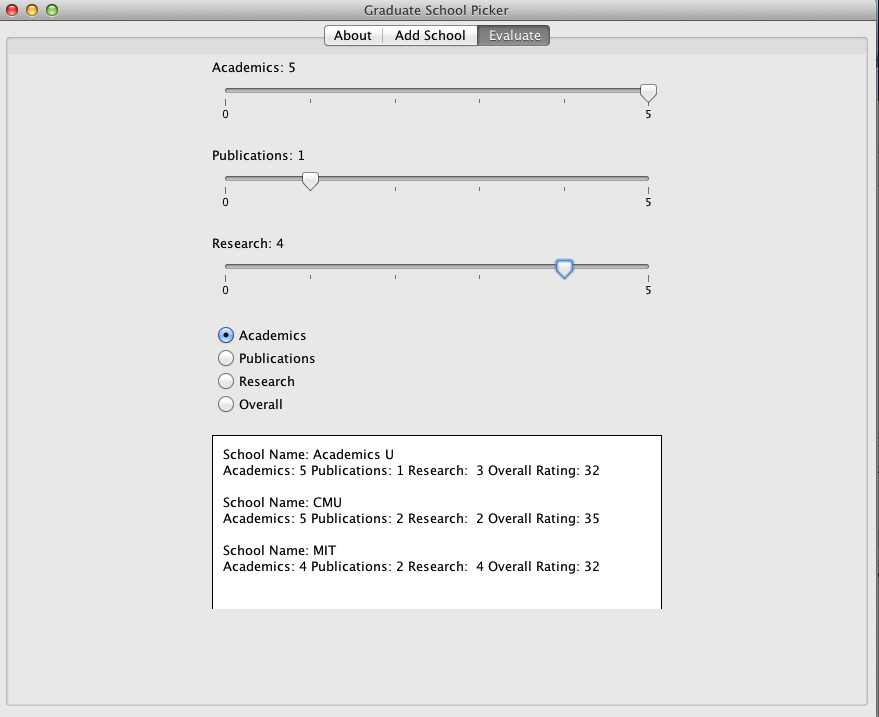 Graduate School Picker
About Add School Evaluate
Academics: 5
0 5
Publications: 1
0 5
Research: 4
0 5
Academics
Publications
Research
Overall
School Name: Academics U
Academics: 5 Publications: 1 Research:  3 Overall Rating: 32
School Name: CMU
Academics: 5 Publications: 2 Research:  2 Overall Rating: 35
School Name: MIT
Academics: 4 Publications: 2 Research:  4 Overall Rating: 32